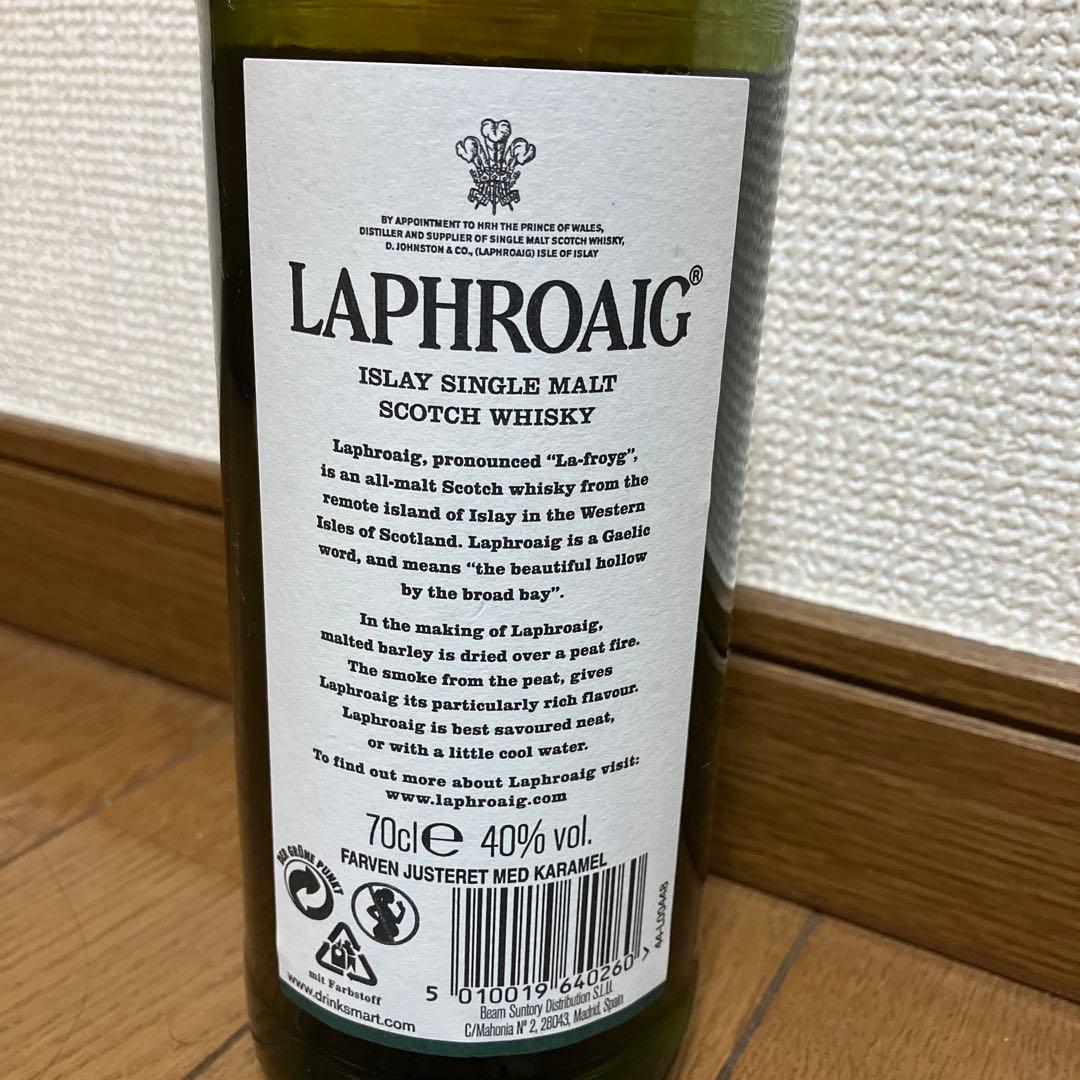 BY APPOINTMENT TO HRH THE PRINCE OF WALES,
DISTILLER AND SUPPLIER OF SINGLE MALT SCOTCH WHISKY,
D. JOHNSTON & CO., (LAPHROAIG) ISLE OF ISLAY
LAPHROAIG®
ISLAY SINGLE MALT
SCOTCH WHISKY
Laphroaig, pronounced “La-froyg”,
is an all-malt Scotch whisky from the
remote island of Islay in the Western
Isles of Scotland. Laphroaig is a Gaelic
word, and means “the beautiful hollow
by the broad bay”.
In the making of Laphroaig,
malted barley is dried over a peat fire.
The smoke from the peat, gives
Laphroaig its particularly rich flavour.
Laphroaig is best savoured neat,
or with a little cool water.
To find out more about Laphroaig visit:
www.laphroaig.com
70cl e 40% vol.
FARVEN JUSTERET MED KARAMEL
DER GRÜNE PUNKT
mit Farbstoff
www.drinksmart.com
5 010019 640260 >
44-L00448
Beam Suntory Distribution S.L.U.
C/Mahonia Nº 2, 28043, Madrid, Spain